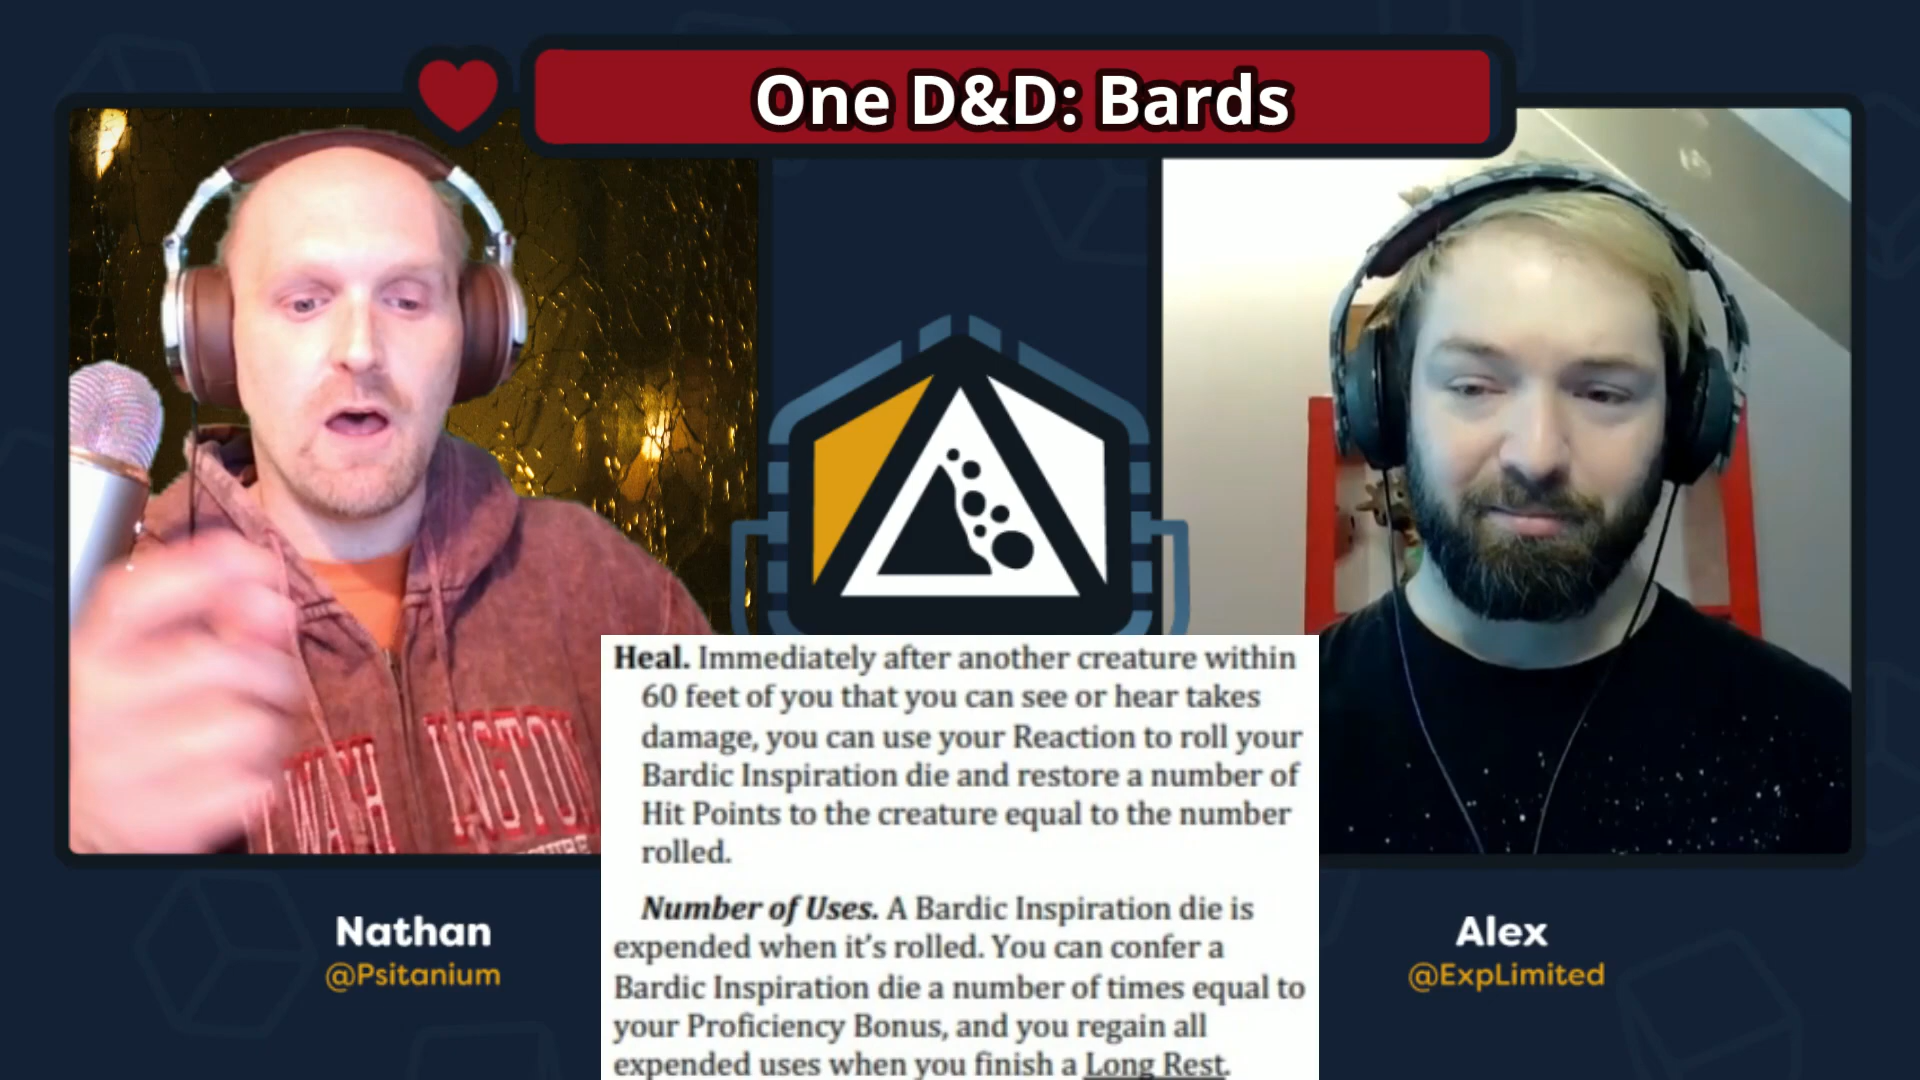 One D&D: Bards
WASH INGTON
Heal. Immediately after another creature within
60 feet of you that you can see or hear takes
damage, you can use your Reaction to roll your
Bardic Inspiration die and restore a number of
Hit Points to the creature equal to the number
rolled.
Number of Uses. A Bardic Inspiration die is
expended when it’s rolled. You can confer a
Bardic Inspiration die a number of times equal to
your Proficiency Bonus, and you regain all
expended uses when you finish a Long Rest.
Nathan
@Psitanium
Alex
@ExpLimited